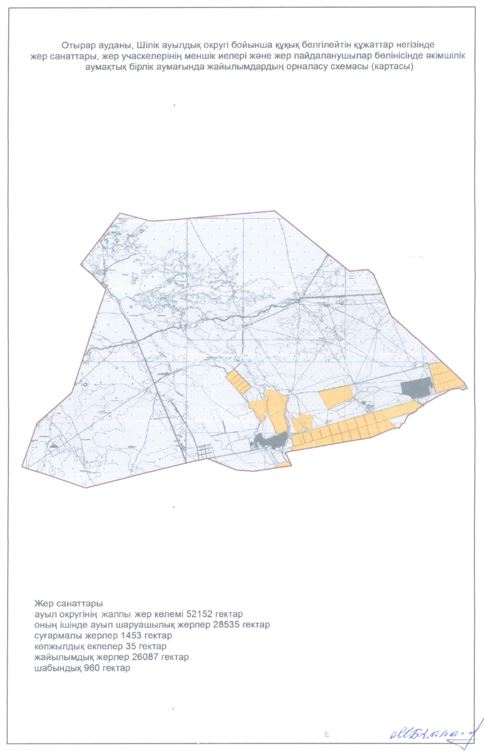 Отырар ауданы, Шілік ауылдық округі бойынша құқық белгілейтін құжаттар негізінде
жер санаттары, жер учаскелерінің меншік иелері және жер пайдаланушылар бөлінісінде әкімшілік
аумақтық бірлік аумағында жайылымдардың орналасу схемасы (картасы)
Жер санаттары
ауыл округінің жалпы жер көлемі 52152 гектар
оның ішінде ауыл шаруашылық жерлер 28535 гектар
суғармалы жерлер 1453 гектар
көпжылдық екпелер 35 гектар
жайылымдық жерлер 26087 гектар
шабындық 960 гектар